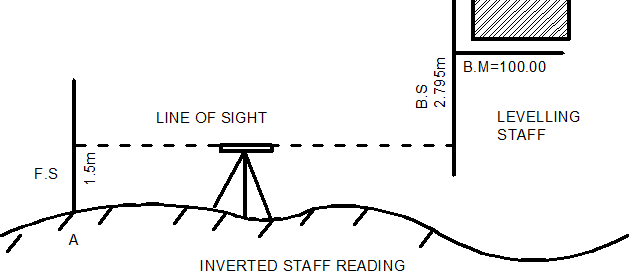 B.M=100.00
B.S
2.795m
LEVELLING
STAFF
LINE OF SIGHT
F.S
1.5m
A
INVERTED STAFF READING